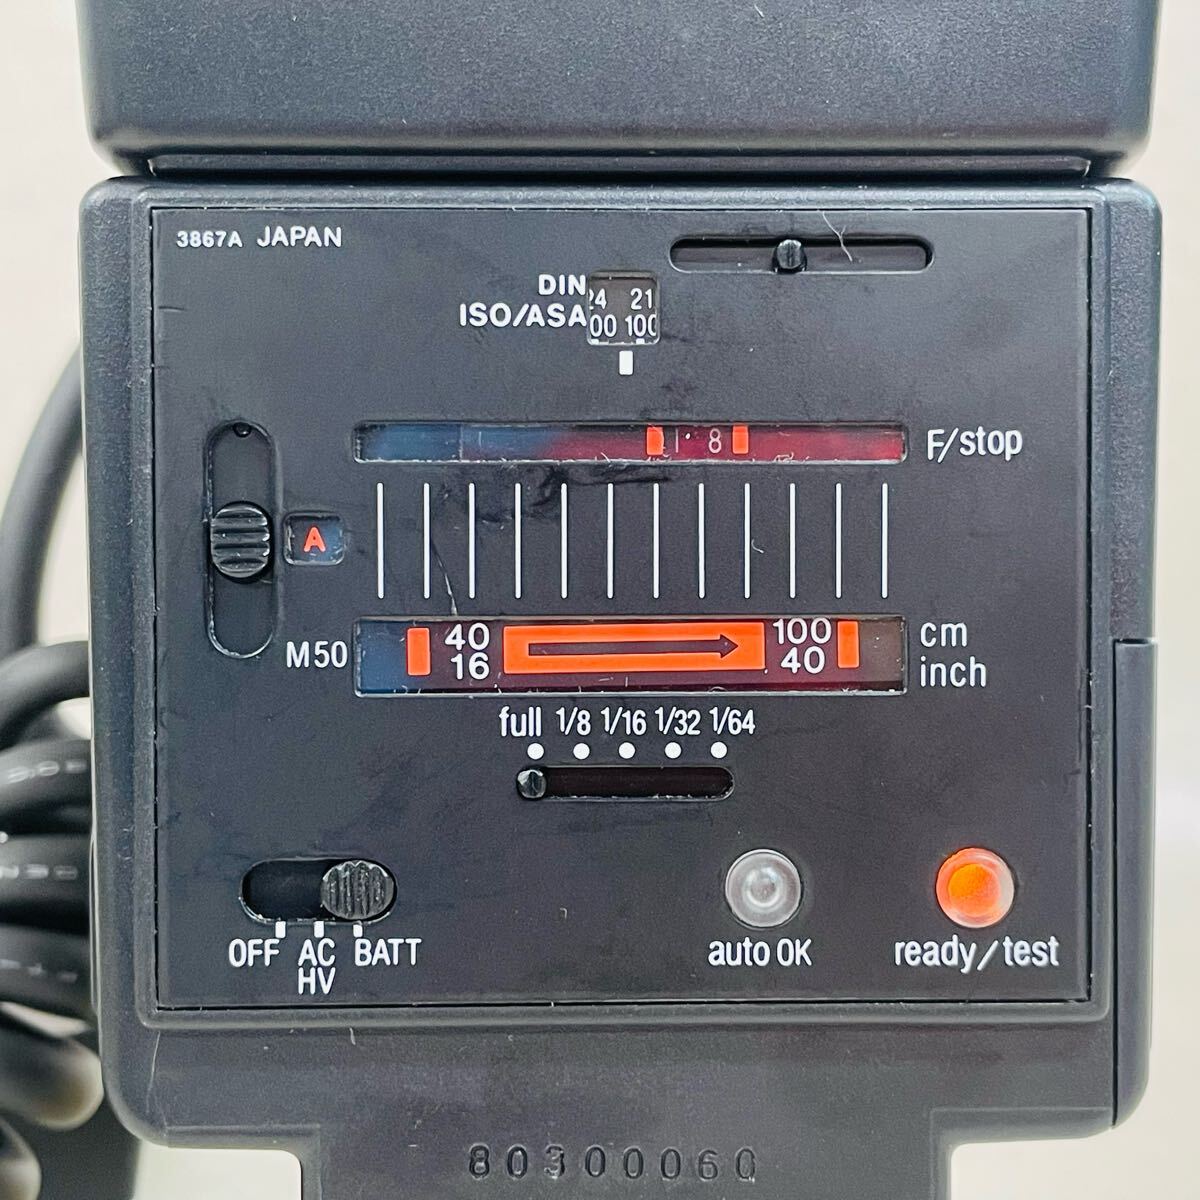 3867A JAPAN
DIN 24 21
ISO/ASA 00 100
8 F/stop
A
M50
40 100 cm
16 40 inch
full 1/8 1/16 1/32 1/64
OFF AC BATT
HV
auto OK
ready/test
80300060